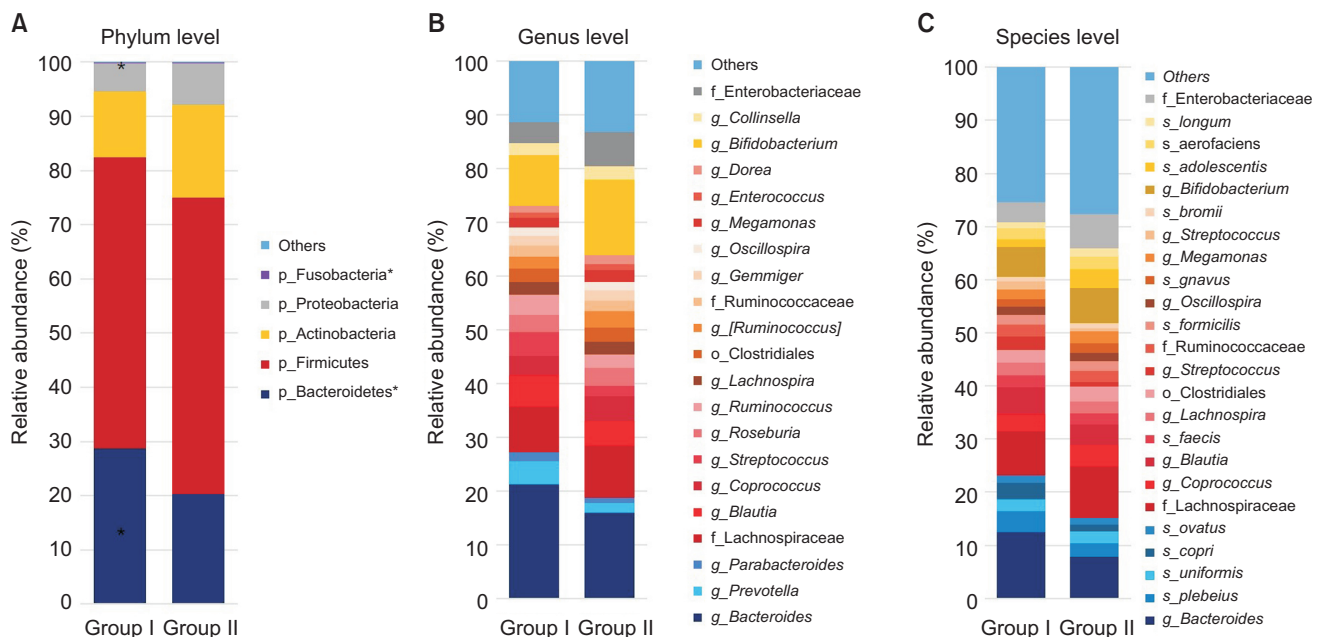 A
Phylum level
Relative abundance (%)
100
90
80
70
60
50
40
30
20
10
0
*
*
Group I
Group II
Others
p_Fusobacteria*
p_Proteobacteria
p_Actinobacteria
p_Firmicutes
p_Bacteroidetes*
B
Genus level
Relative abundance (%)
100
90
80
70
60
50
40
30
20
10
0
Group I
Group II
Others
f_Enterobacteriaceae
g_Collinsella
g_Bifidobacterium
g_Dorea
g_Enterococcus
g_Megamonas
g_Oscillospira
g_Gemmiger
f_Ruminococcaceae
g_[Ruminococcus]
o_Clostridiales
g_Lachnospira
g_Ruminococcus
g_Roseburia
g_Streptococcus
g_Coprococcus
g_Blautia
f_Lachnospiraceae
g_Parabacteroides
g_Prevotella
g_Bacteroides
C
Species level
Relative abundance (%)
100
90
80
70
60
50
40
30
20
10
0
Group I
Group II
Others
f_Enterobacteriaceae
s_longum
s_aerofaciens
s_adolescentis
g_Bifidobacterium
s_bromii
g_Streptococcus
g_Megamonas
s_gnavus
g_Oscillospira
s_formicilis
f_Ruminococcaceae
g_Streptococcus
o_Clostridiales
g_Lachnospira
s_faecis
g_Blautia
g_Coprococcus
f_Lachnospiraceae
s_ovatus
s_copri
s_uniformis
s_plebeius
g_Bacteroides